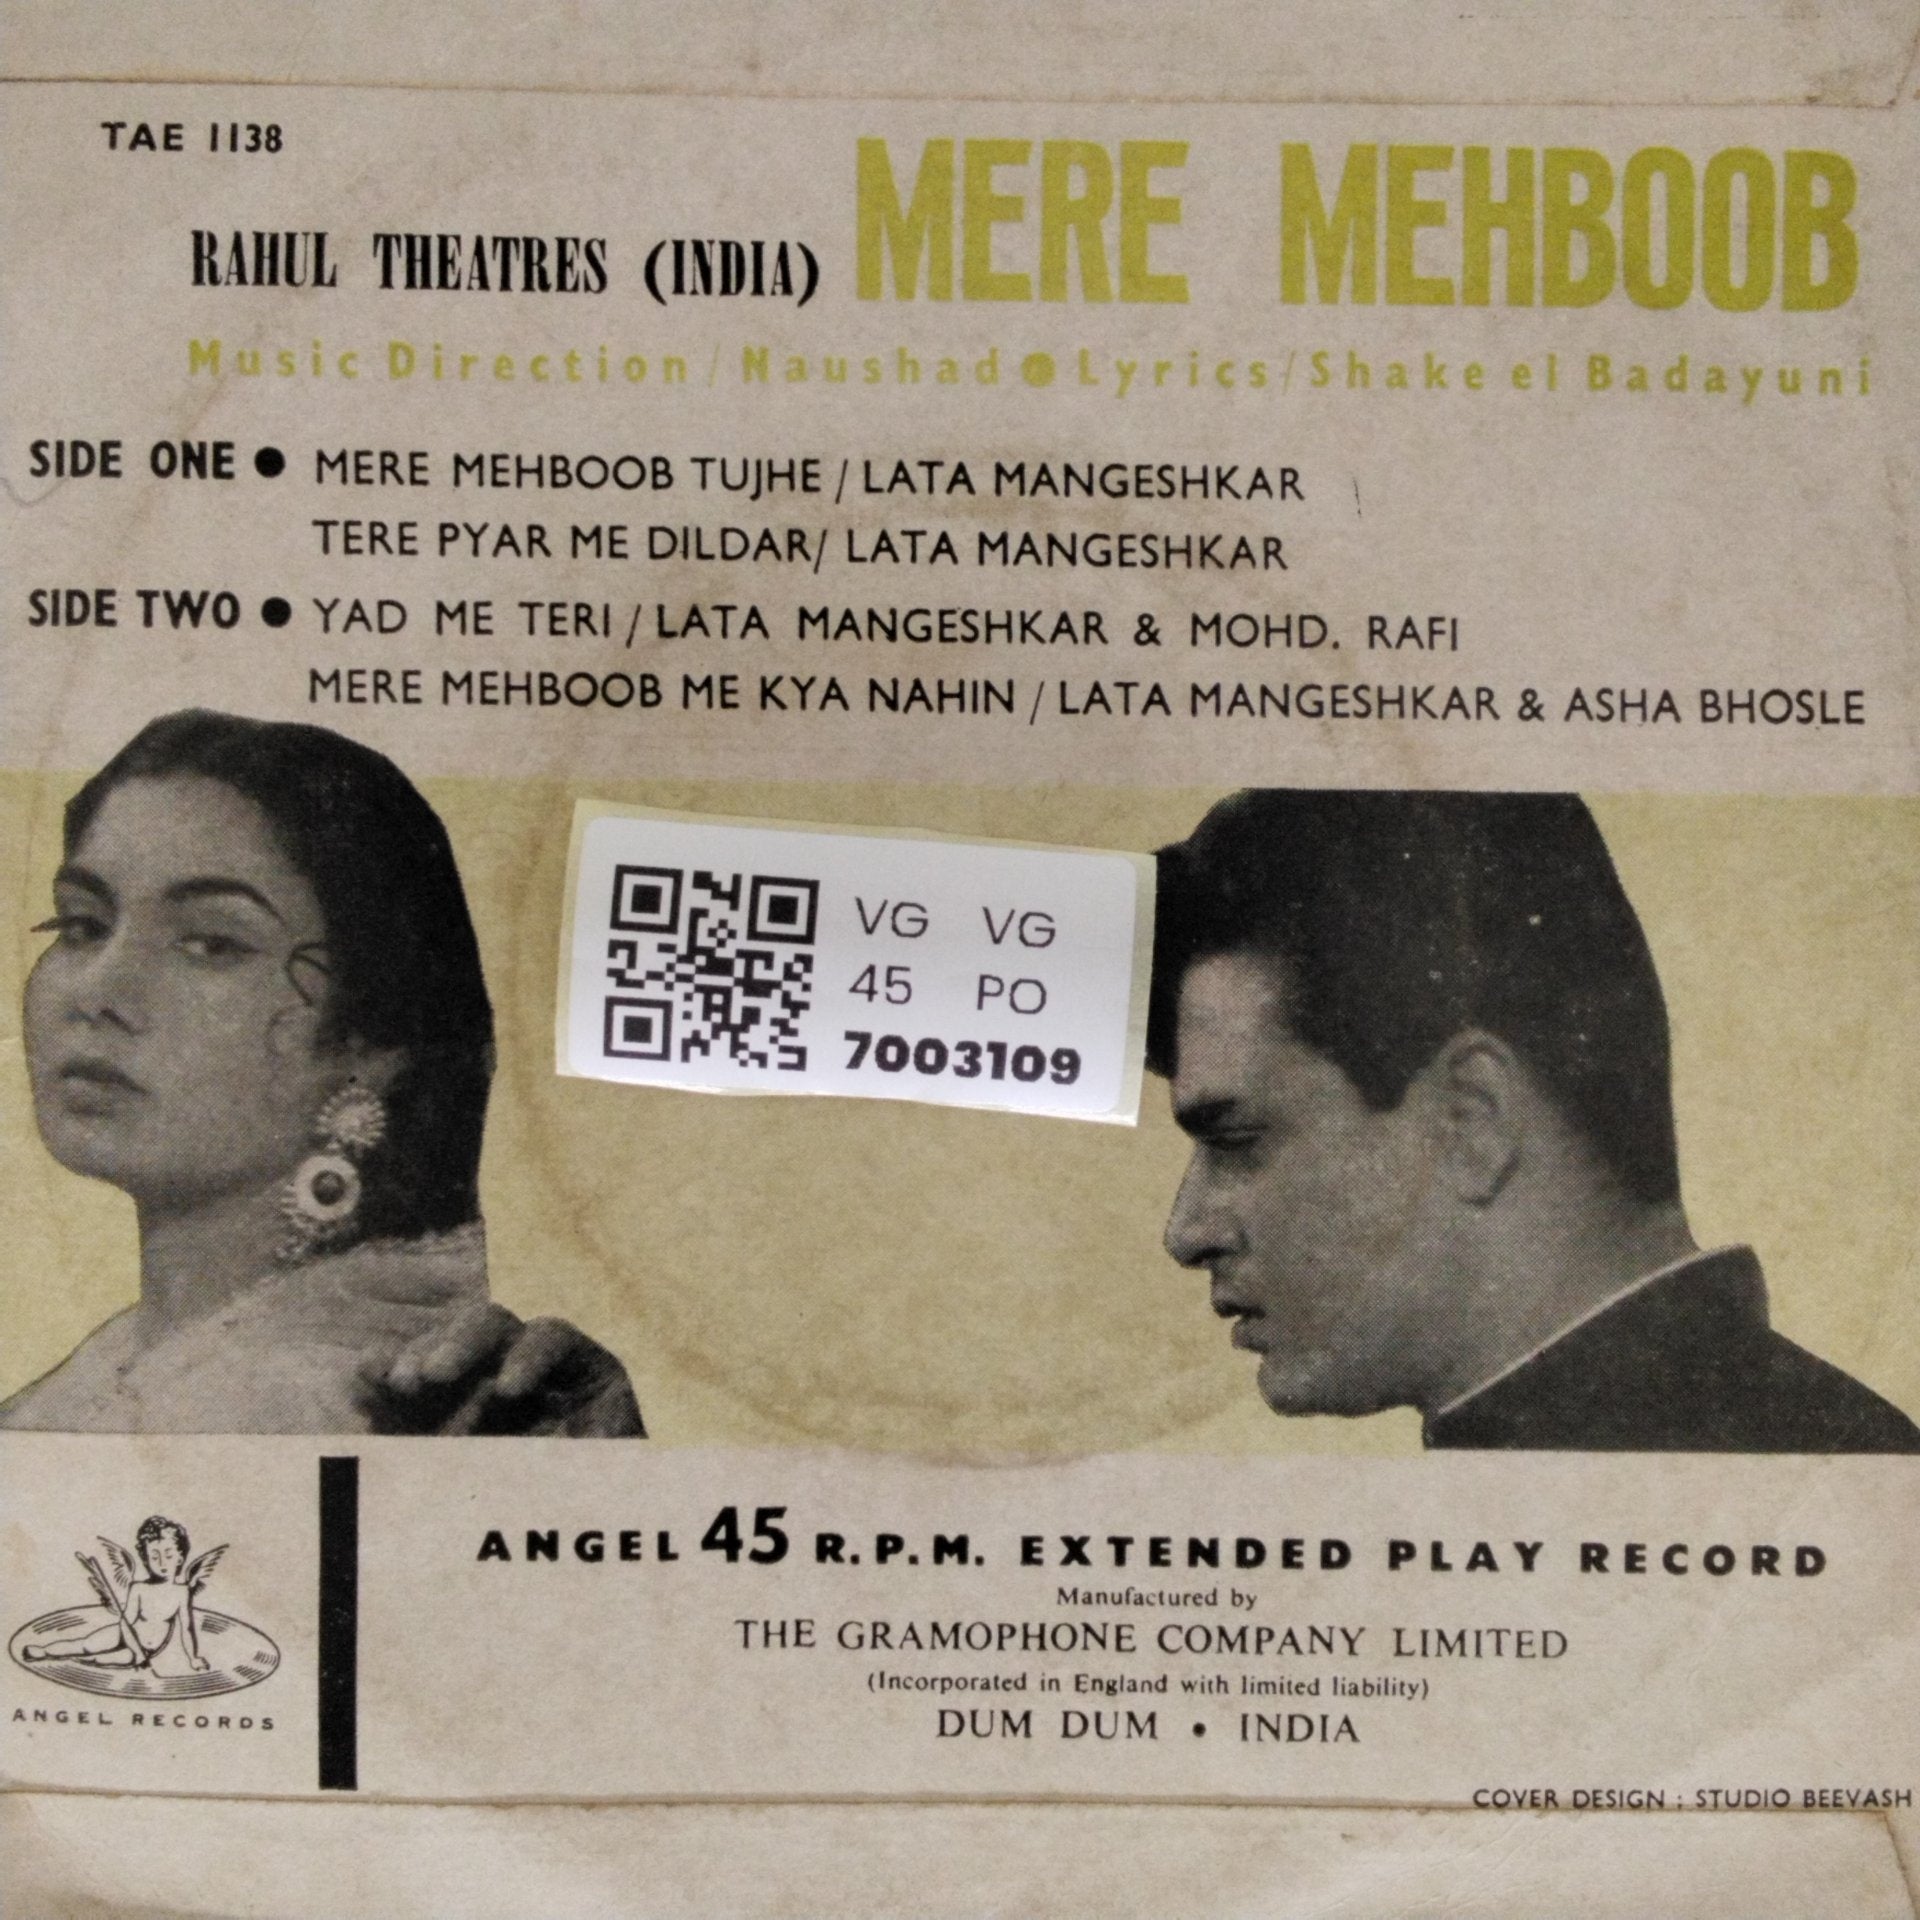 TAE 1138
RAHUL THEATRES (INDIA) MERE MEHBOOB
Music Direction / Naushad ● Lyrics / Shakeel Badayuni
SIDE ONE ● MERE MEHBOOB TUJHE / LATA MANGESHKAR
TERE PYAR ME DILDAR / LATA MANGESHKAR
SIDE TWO ● YAD ME TERI / LATA MANGESHKAR & MOHD. RAFI
MERE MEHBOOB ME KYA NAHIN / LATA MANGESHKAR & ASHA BHOSLE
VG VG
45 PO
7003109
ANGEL 45 R.P.M. EXTENDED PLAY RECORD
Manufactured by
THE GRAMOPHONE COMPANY LIMITED
(Incorporated in England with limited liability)
DUM DUM • INDIA
ANGEL RECORDS
COVER DESIGN : STUDIO BEEVASH